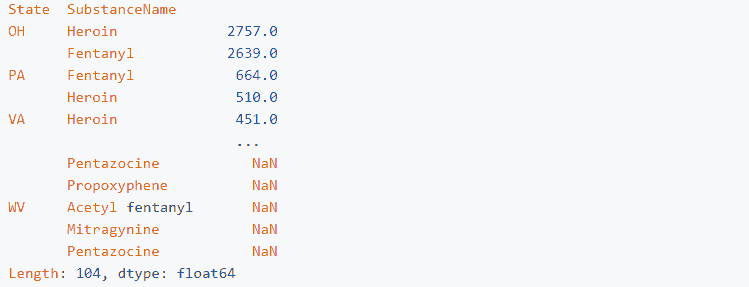 State  SubstanceName
OH     Heroin             2757.0
       Fentanyl           2639.0
PA     Fentanyl            664.0
       Heroin              510.0
VA     Heroin              451.0
                           ...
       Pentazocine           NaN
       Propoxyphene          NaN
WV     Acetyl fentanyl       NaN
       Mitragynine           NaN
       Pentazocine           NaN
Length: 104, dtype: float64